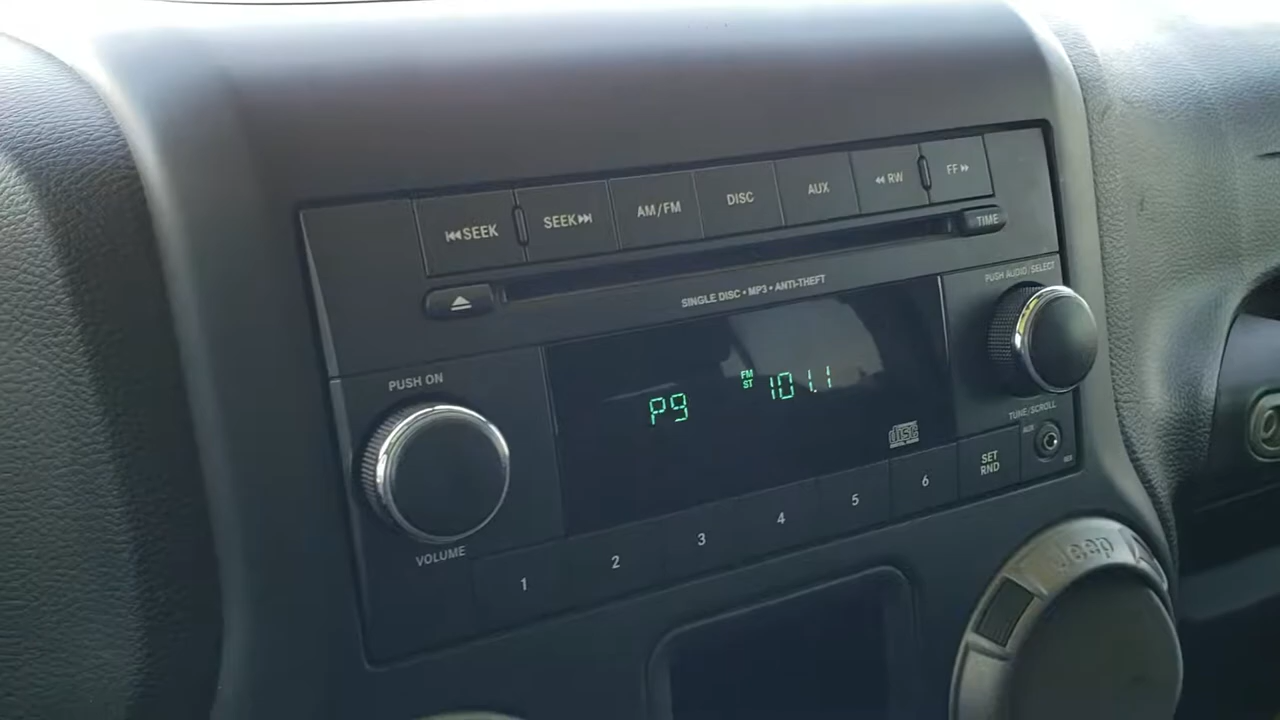 ⏮SEEK
SEEK⏭
AM/FM
DISC
AUX
◀◀ RW
FF ▶▶
TIME
SINGLE DISC • MP3 • ANTI-THEFT
PUSH AUDIO/SELECT
PUSH ON
P9
FM
ST
101.1
disc
TUNE/SCROLL
AUX
SET
RND
VOLUME
1
2
3
4
5
6
Jeep